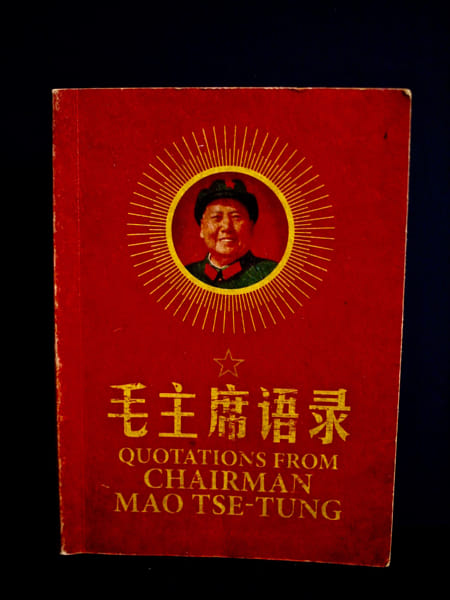 毛主席语录
QUOTATIONS FROM
CHAIRMAN
MAO TSE-TUNG